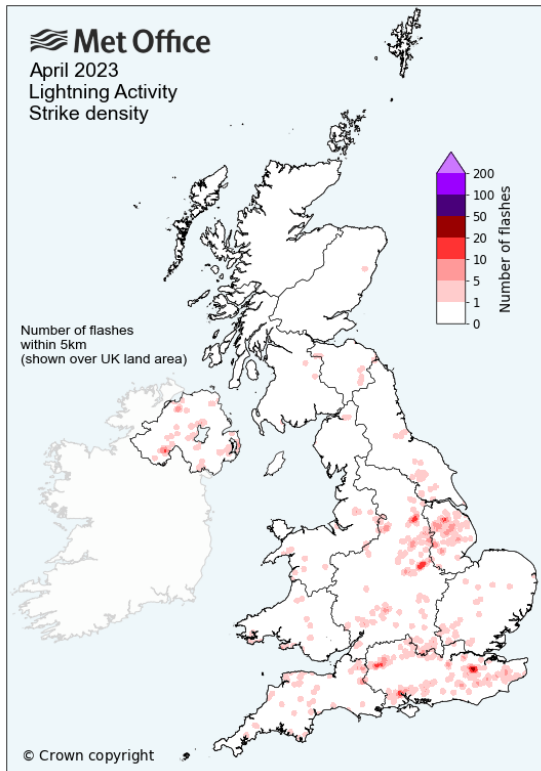 Met Office
April 2023
Lightning Activity
Strike density
200
100
50
20
10
5
1
0
Number of flashes
Number of flashes
within 5km
(shown over UK land area)
© Crown copyright